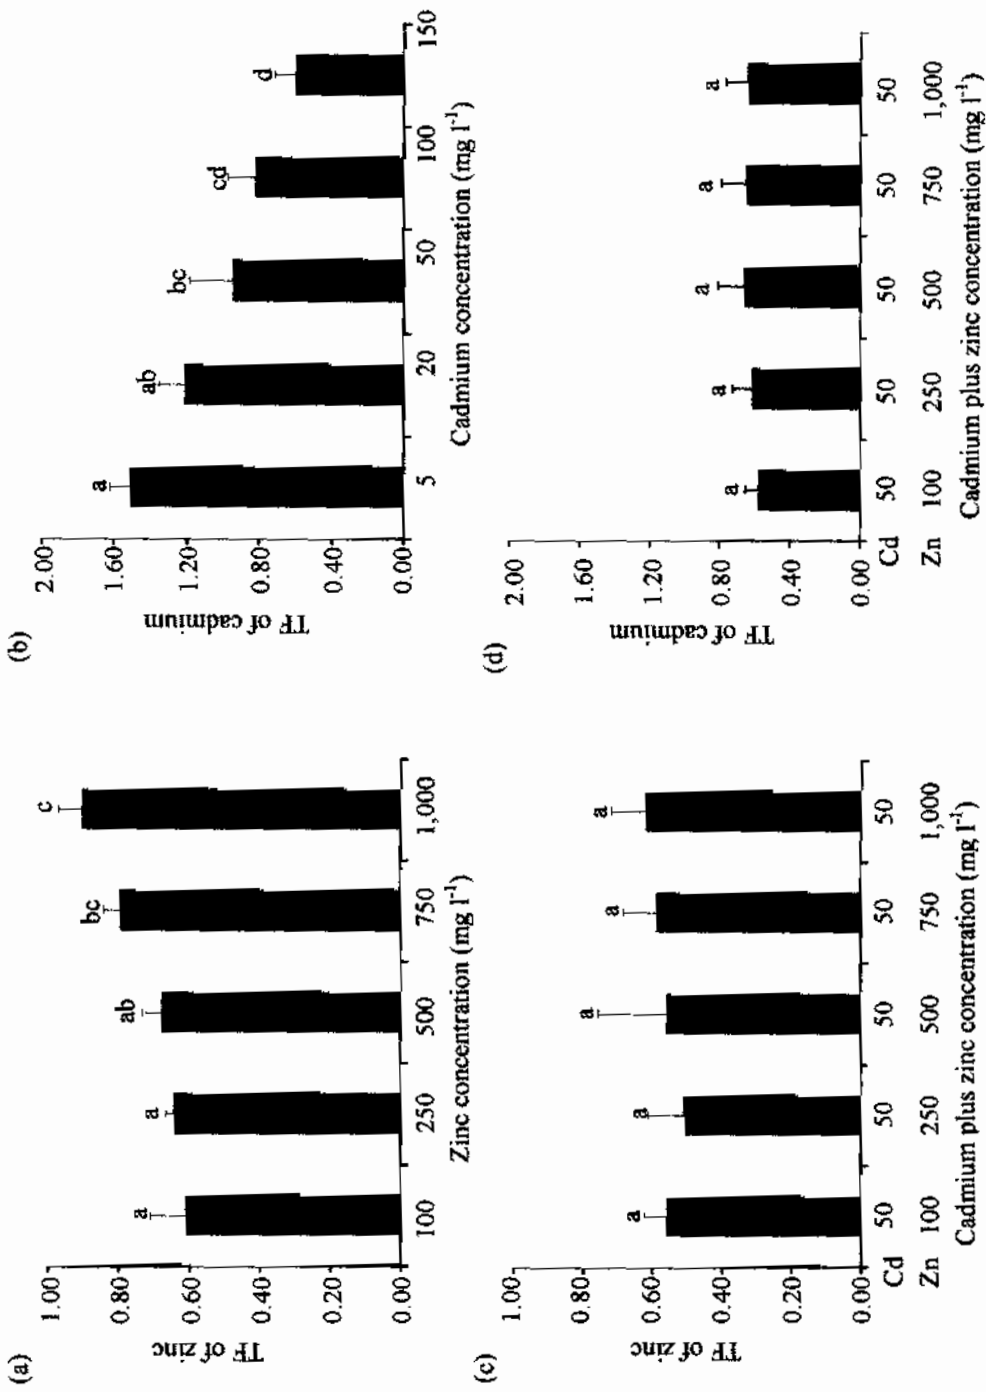 (a)
TF of zinc
1.00
0.80
0.60
0.40
0.20
0.00
a
a
ab
bc
c
100 250 500 750 1,000
Zinc concentration (mg l⁻¹)
(b)
TF of cadmium
2.00
1.60
1.20
0.80
0.40
0.00
a
ab
bc
cd
d
5 20 50 100 150
Cadmium concentration (mg l⁻¹)
(c)
TF of zinc
1.00
0.80
0.60
0.40
0.20
0.00
a
a
a
a
a
Cd 50 50 50 50 50
Zn 100 250 500 750 1,000
Cadmium plus zinc concentration (mg l⁻¹)
(d)
TF of cadmium
2.00
1.60
1.20
0.80
0.40
0.00
a
a
a
a
a
Cd 50 50 50 50 50
Zn 100 250 500 750 1,000
Cadmium plus zinc concentration (mg l⁻¹)